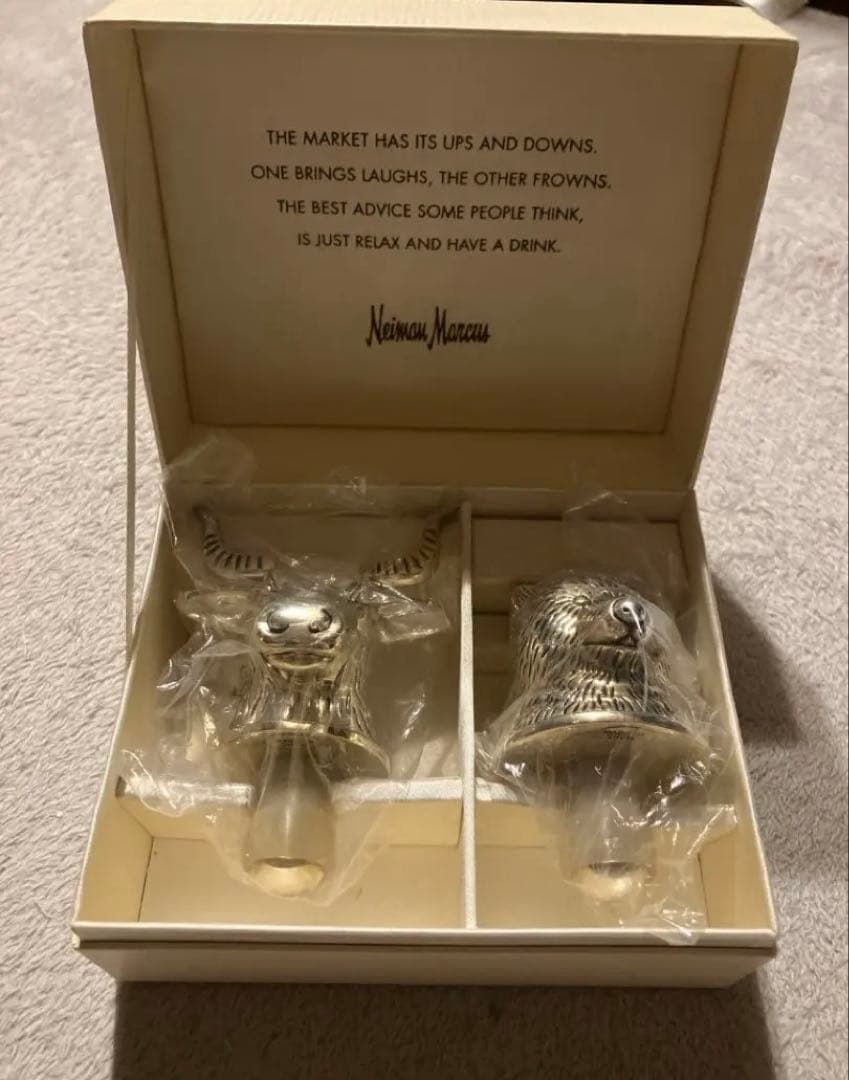 THE MARKET HAS ITS UPS AND DOWNS.
ONE BRINGS LAUGHS, THE OTHER FROWNS.
THE BEST ADVICE SOME PEOPLE THINK,
IS JUST RELAX AND HAVE A DRINK.
Neiman Marcus